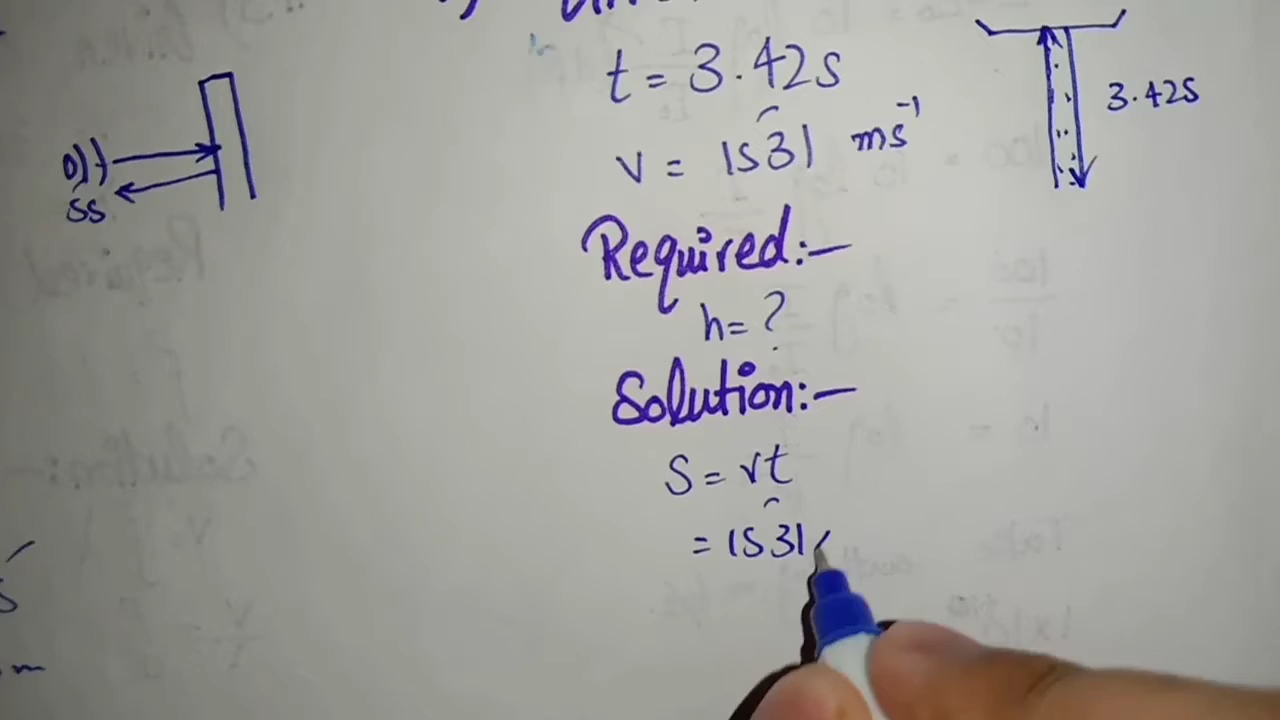 t = 3.42s
3.42s
v = 1531 ms⁻¹
ss
Required:-
h = ?
Solution:-
S = vt
= 1531
m